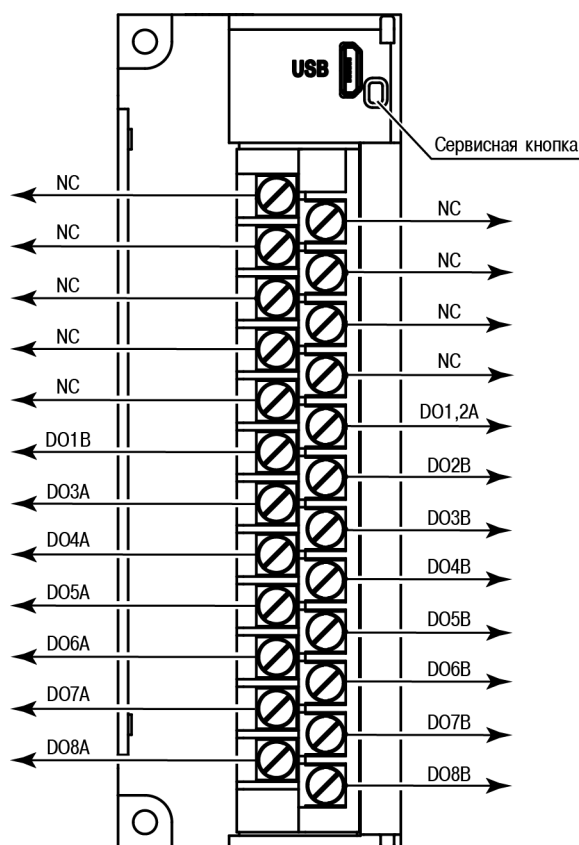 USB
Сервисная кнопка
NC
NC
NC
NC
NC
NC
NC
NC
NC
DO1,2A
DO1B
DO2B
DO3A
DO3B
DO4A
DO4B
DO5A
DO5B
DO6A
DO6B
DO7A
DO7B
DO8A
DO8B